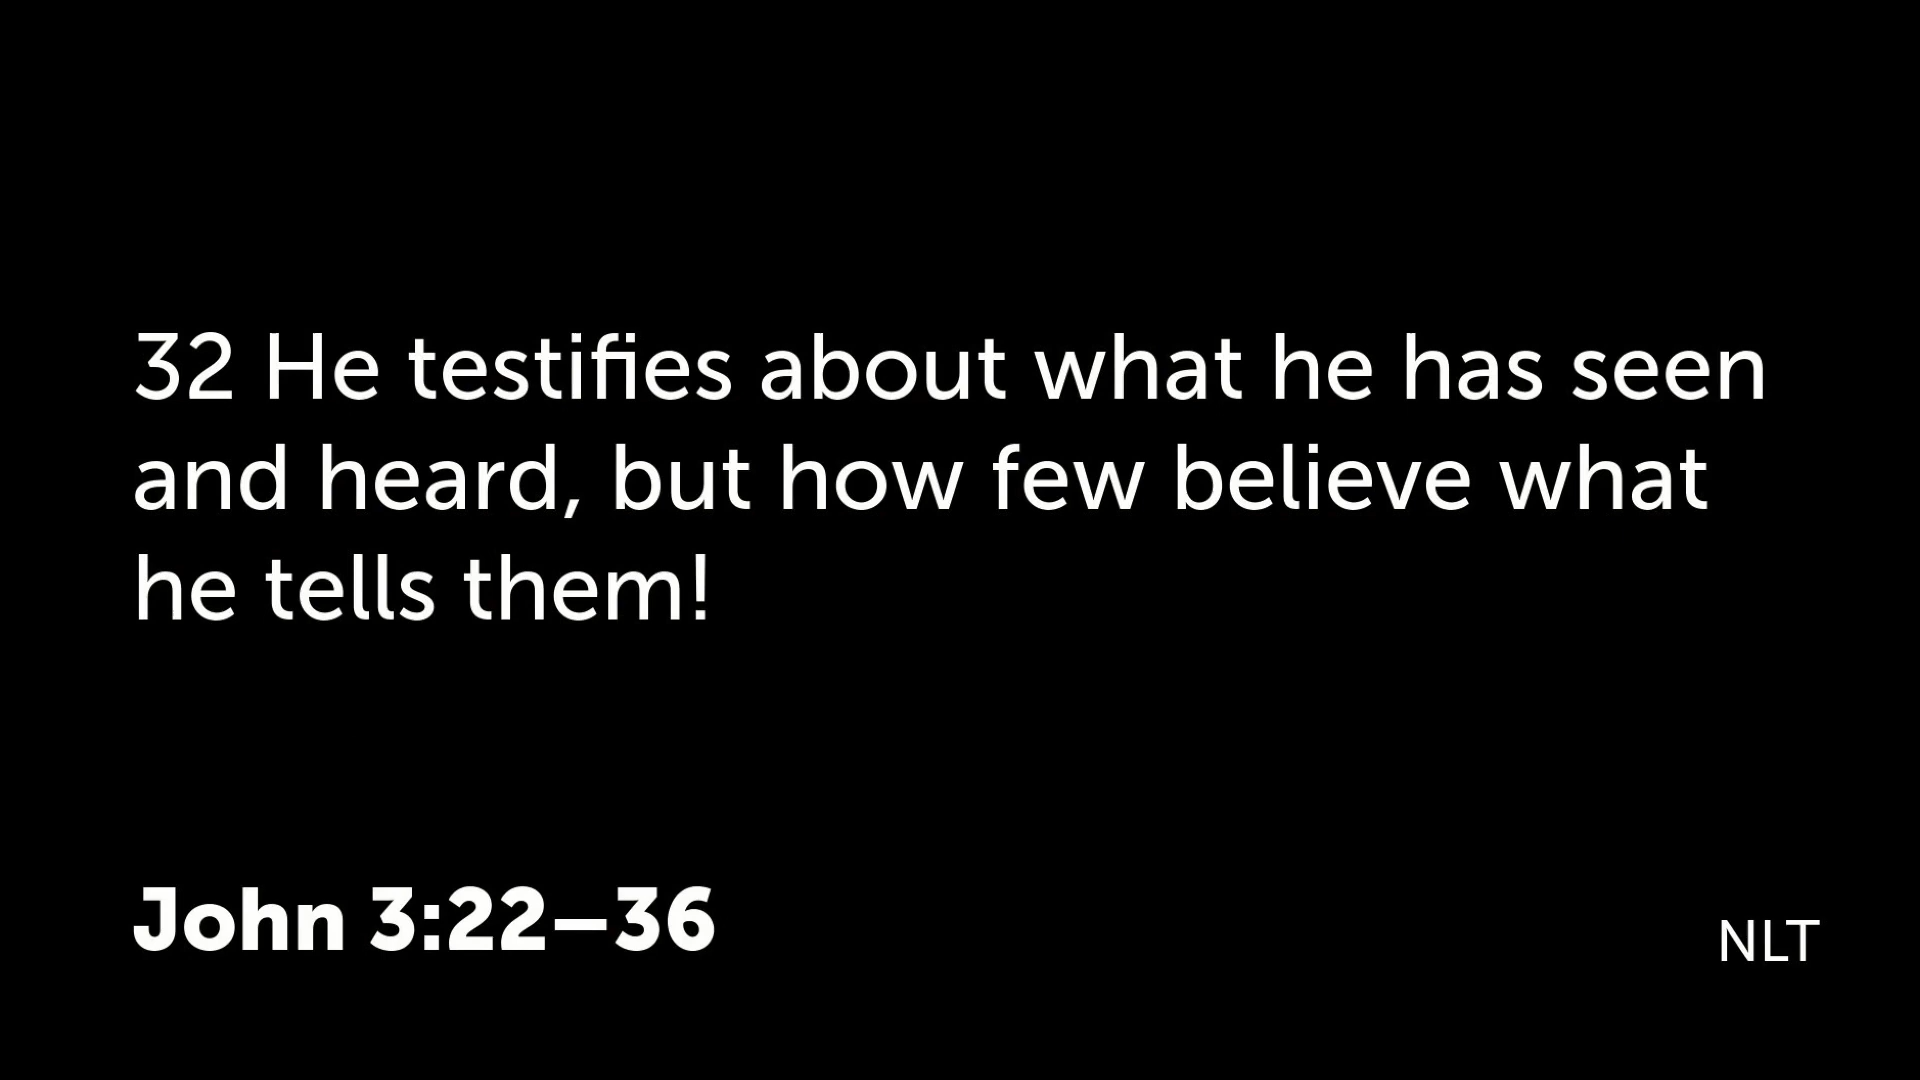 32 He testifies about what he has seen
and heard, but how few believe what
he tells them!
John 3:22–36
NLT